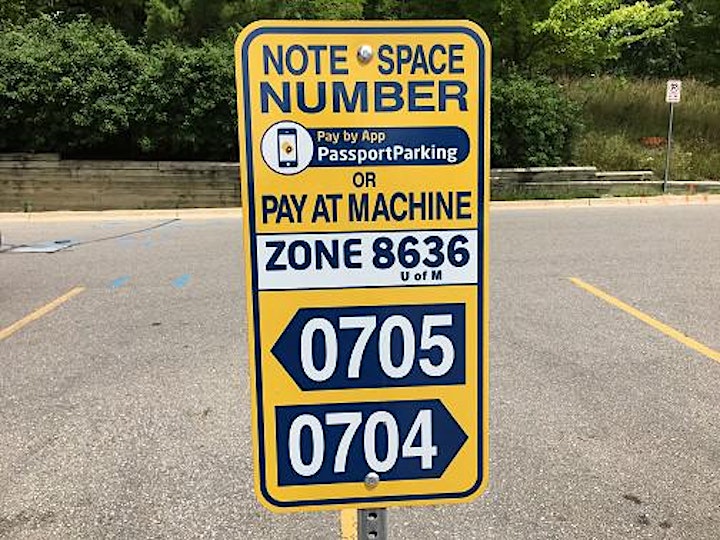 NOTE SPACE
NUMBER
Pay by App
PassportParking
OR
PAY AT MACHINE
ZONE 8636
U of M
0705
0704